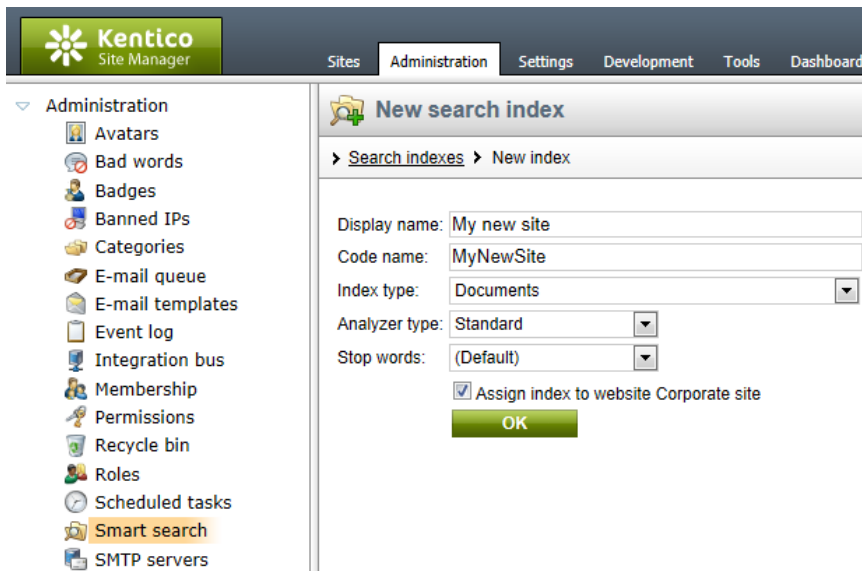 Kentico
Site Manager
Sites Administration Settings Development Tools Dashboard
Administration
Avatars
Bad words
Badges
Banned IPs
Categories
E-mail queue
E-mail templates
Event log
Integration bus
Membership
Permissions
Recycle bin
Roles
Scheduled tasks
Smart search
SMTP servers
New search index
Search indexes New index
Display name: My new site
Code name: MyNewSite
Index type: Documents
Analyzer type: Standard
Stop words: (Default)
Assign index to website Corporate site
OK